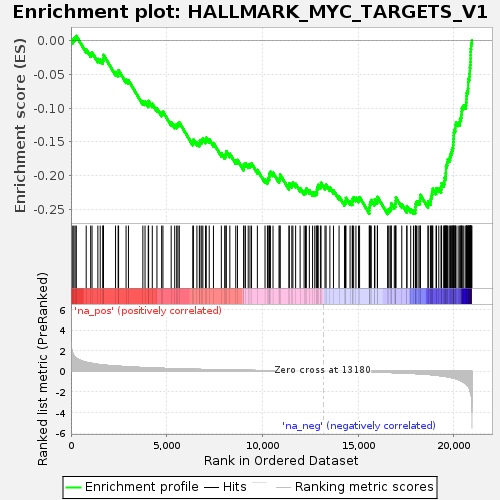 Enrichment plot: HALLMARK_MYC_TARGETS_V1
Enrichment score (ES)
0.00
-0.05
-0.10
-0.15
-0.20
-0.25
'na_pos' (positively correlated)
Ranked list metric (PreRanked)
6
4
2
0
-2
-4
-6
Zero cross at 13180
'na_neg' (negatively correlated)
0
5,000
10,000
15,000
20,000
Rank in Ordered Dataset
Enrichment profile
Hits
Ranking metric scores